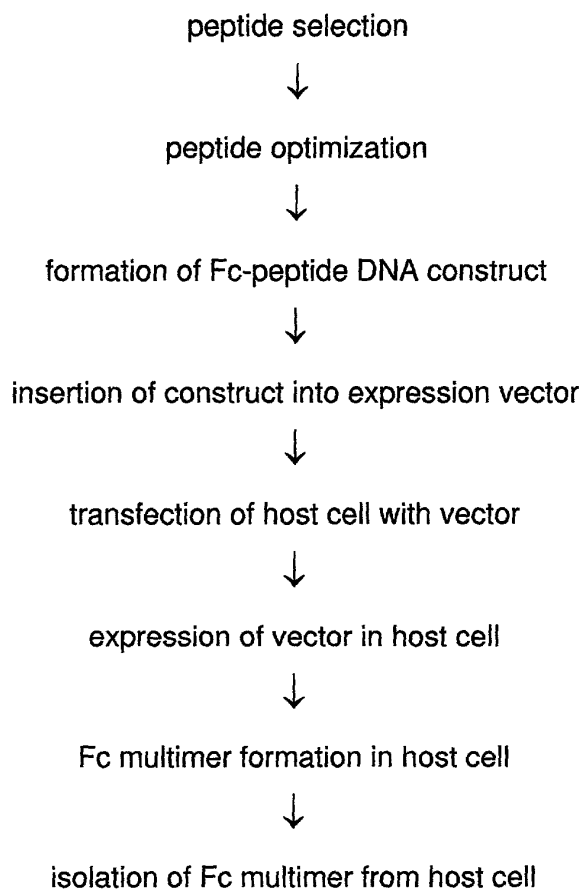 peptide selection
peptide optimization
formation of Fc-peptide DNA construct
insertion of construct into expression vector
transfection of host cell with vector
expression of vector in host cell
Fc multimer formation in host cell
isolation of Fc multimer from host cell